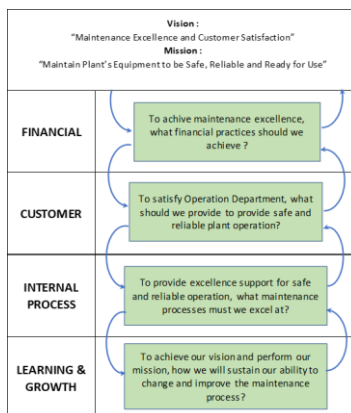 Vision :
“Maintenance Excellence and Customer Satisfaction”
Mission :
“Maintain Plant’s Equipment to be Safe, Reliable and Ready for Use”
FINANCIAL
To achive maintenance excellence,
what financial practices should we
achieve ?
CUSTOMER
To satisfy Operation Department, what
should we provide to provide safe and
reliable plant operation?
INTERNAL
PROCESS
To provide excellence support for safe
and reliable operation, what maintenance
processes must we excel at?
LEARNING &
GROWTH
To achieve our vision and perform our
mission, how we will sustain our ability to
change and improve the maintenance
process?